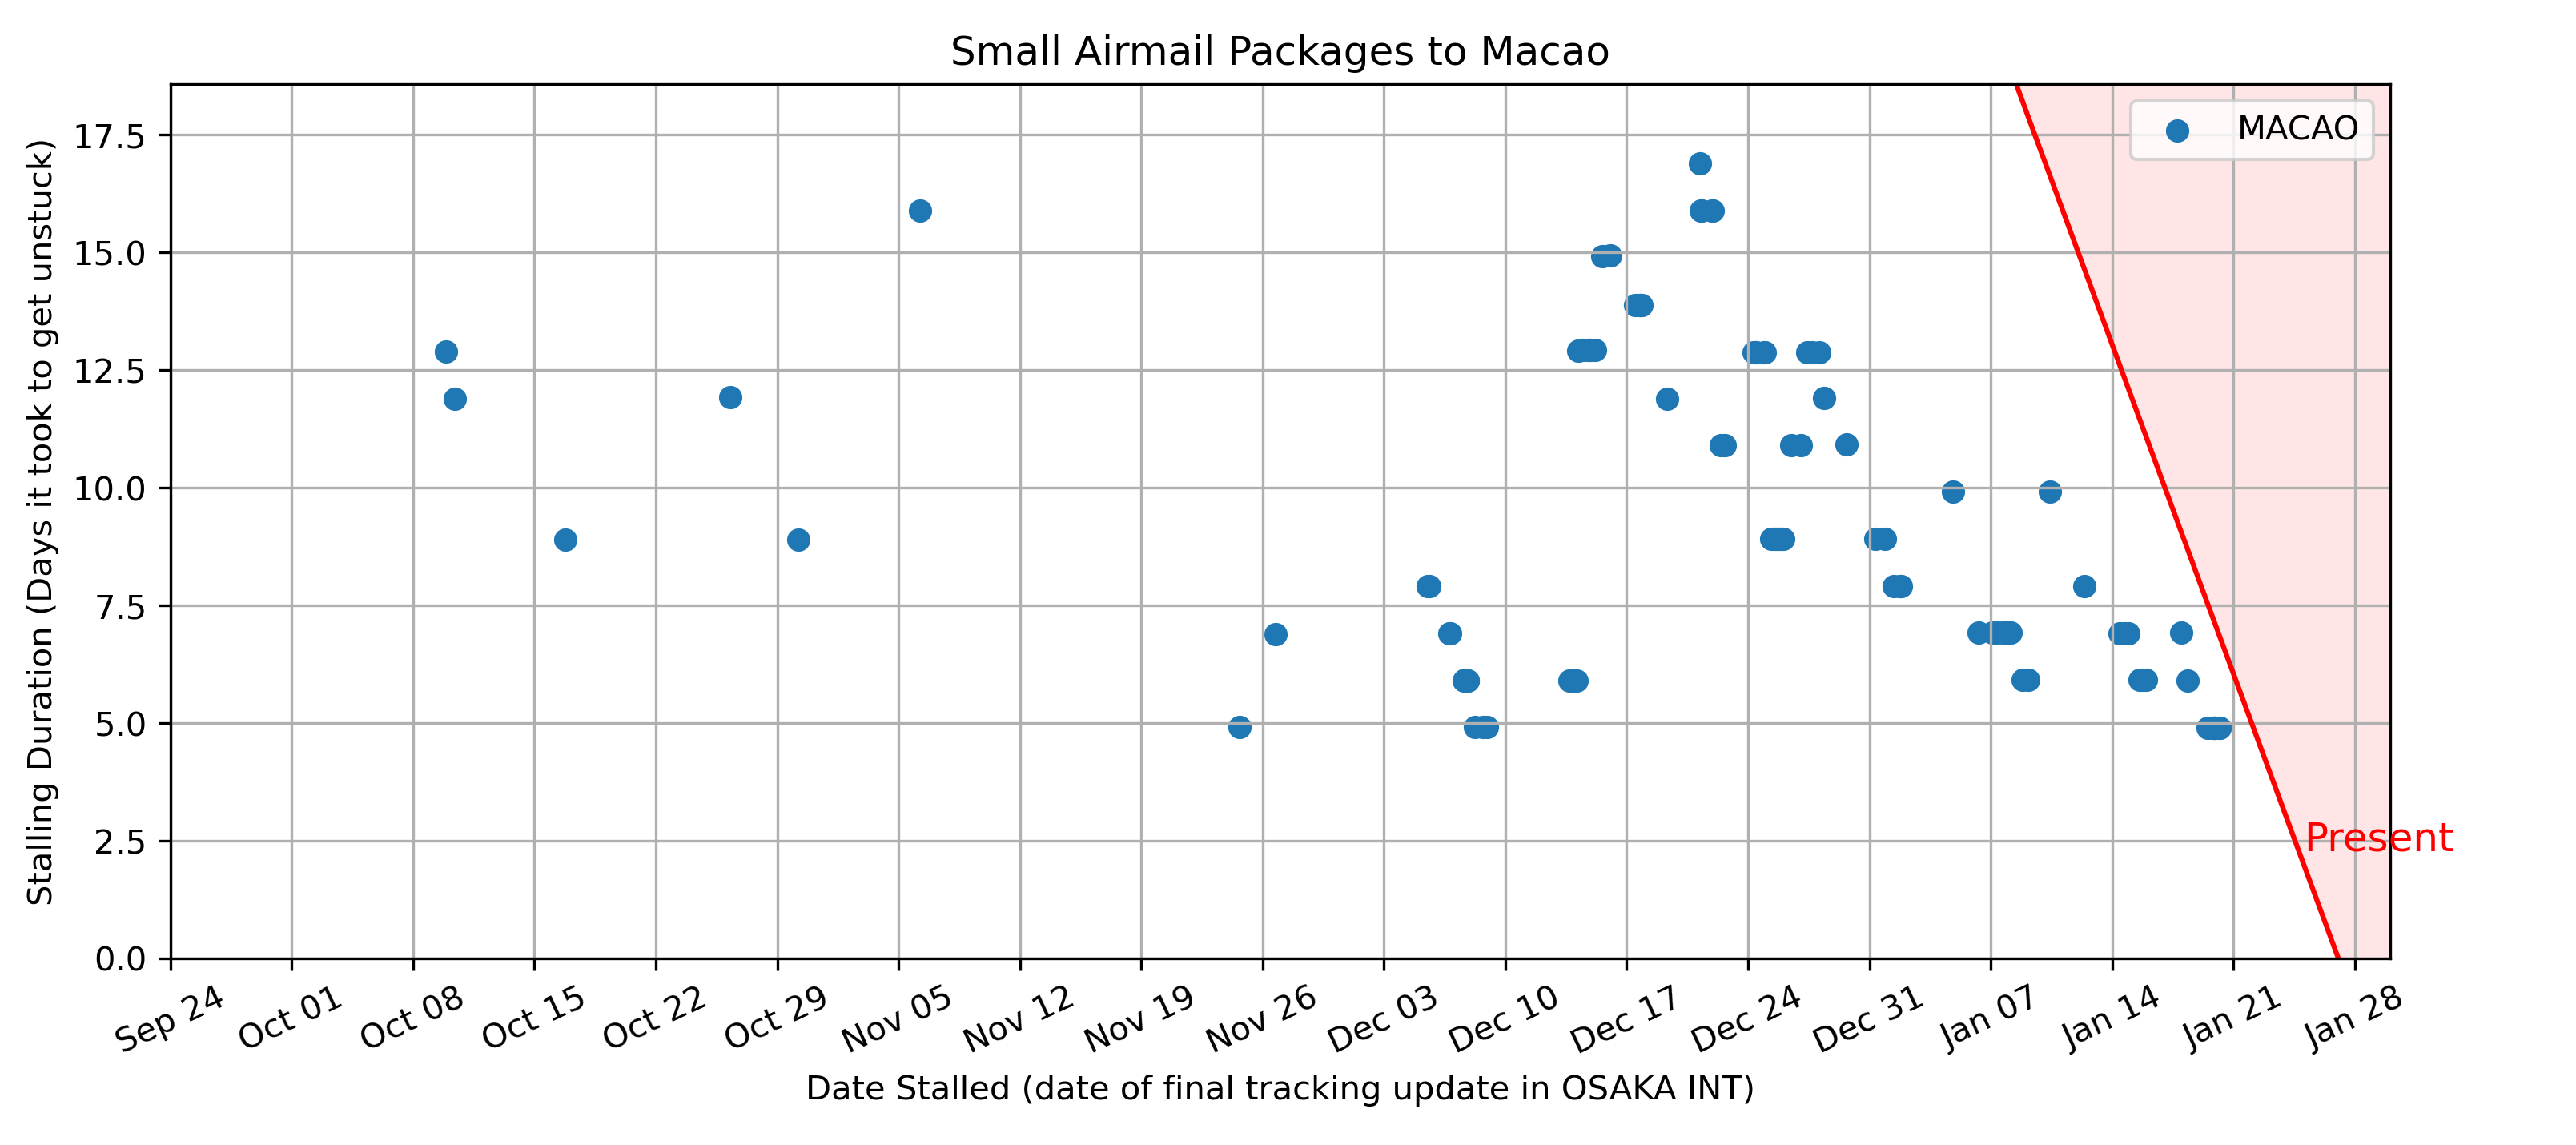 Small Airmail Packages to Macao
MACAO
Stalling Duration (Days it took to get unstuck)
17.5
15.0
12.5
10.0
7.5
5.0
2.5
0.0
Present
Sep 24
Oct 01
Oct 08
Oct 15
Oct 22
Oct 29
Nov 05
Nov 12
Nov 19
Nov 26
Dec 03
Dec 10
Dec 17
Dec 24
Dec 31
Jan 07
Jan 14
Jan 21
Jan 28
Date Stalled (date of final tracking update in OSAKA INT)